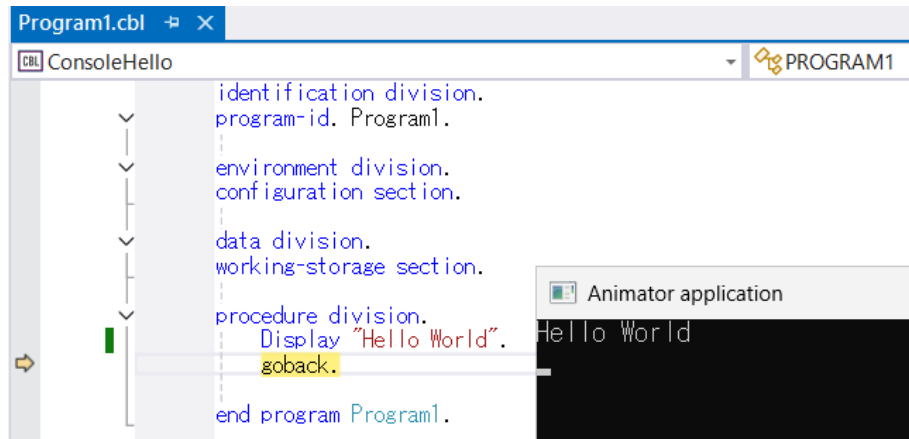 Program1.cbl
CBL ConsoleHello
PROGRAM1
identification division.
program-id. Program1.
environment division.
configuration section.
data division.
working-storage section.
procedure division.
Display "Hello World".
goback.
end program Program1.
Animator application
Hello World